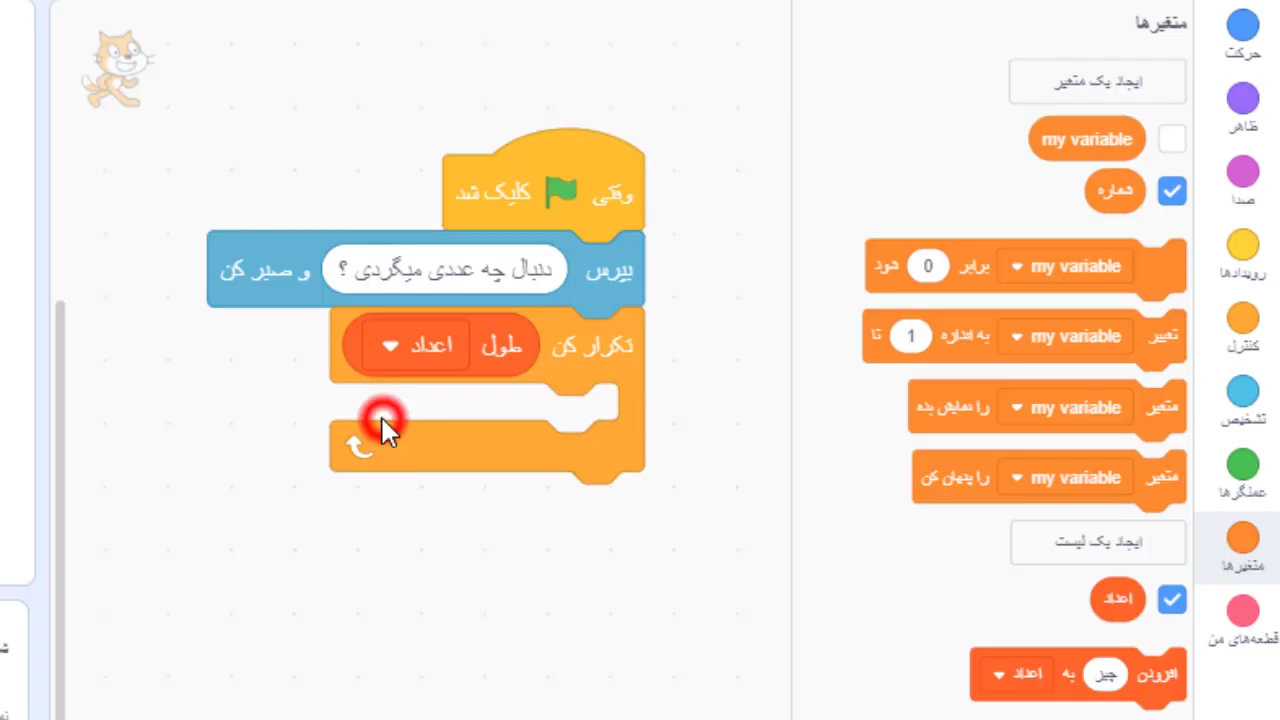 متغیرها
ایجاد یک متغیر
my variable
شماره
my variable برابر 0 شود
تغییر my variable به اندازه 1 تا
متغیر my variable را نمایش بده
متغیر my variable را پنهان کن
ایجاد یک لیست
اعداد
افزودن چیز به اعداد
وقتی کلیک شد
بپرس دنبال چه عددی میگردی ؟ و صبر کن
تکرار کن طول اعداد
حرکت
ظاهر
صدا
رویدادها
کنترل
تشخیص
عملگرها
متغیرها
قطعه‌های من